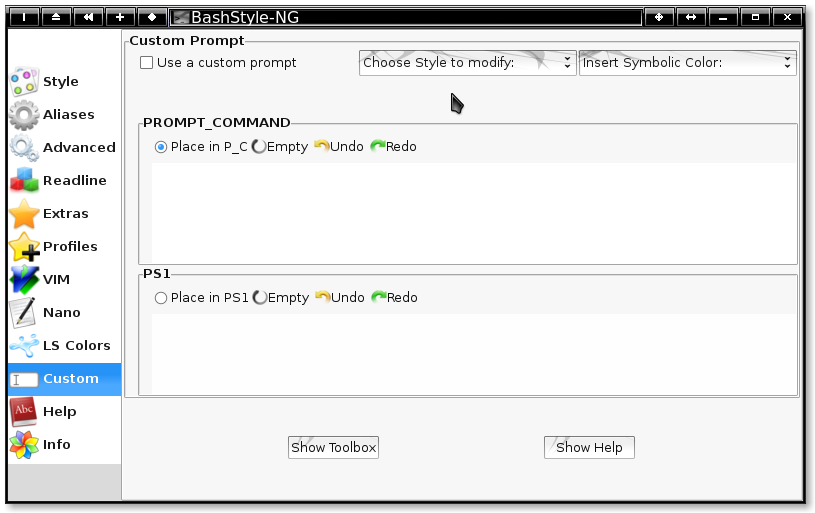 BashStyle-NG
Custom Prompt
Use a custom prompt Choose Style to modify: Insert Symbolic Color:
Style
Aliases
Advanced
Readline
Extras
Profiles
VIM
Nano
LS Colors
Custom
Abc Help
Info
PROMPT_COMMAND
Place in P_C Empty Undo Redo
PS1
Place in PS1 Empty Undo Redo
Show Toolbox Show Help